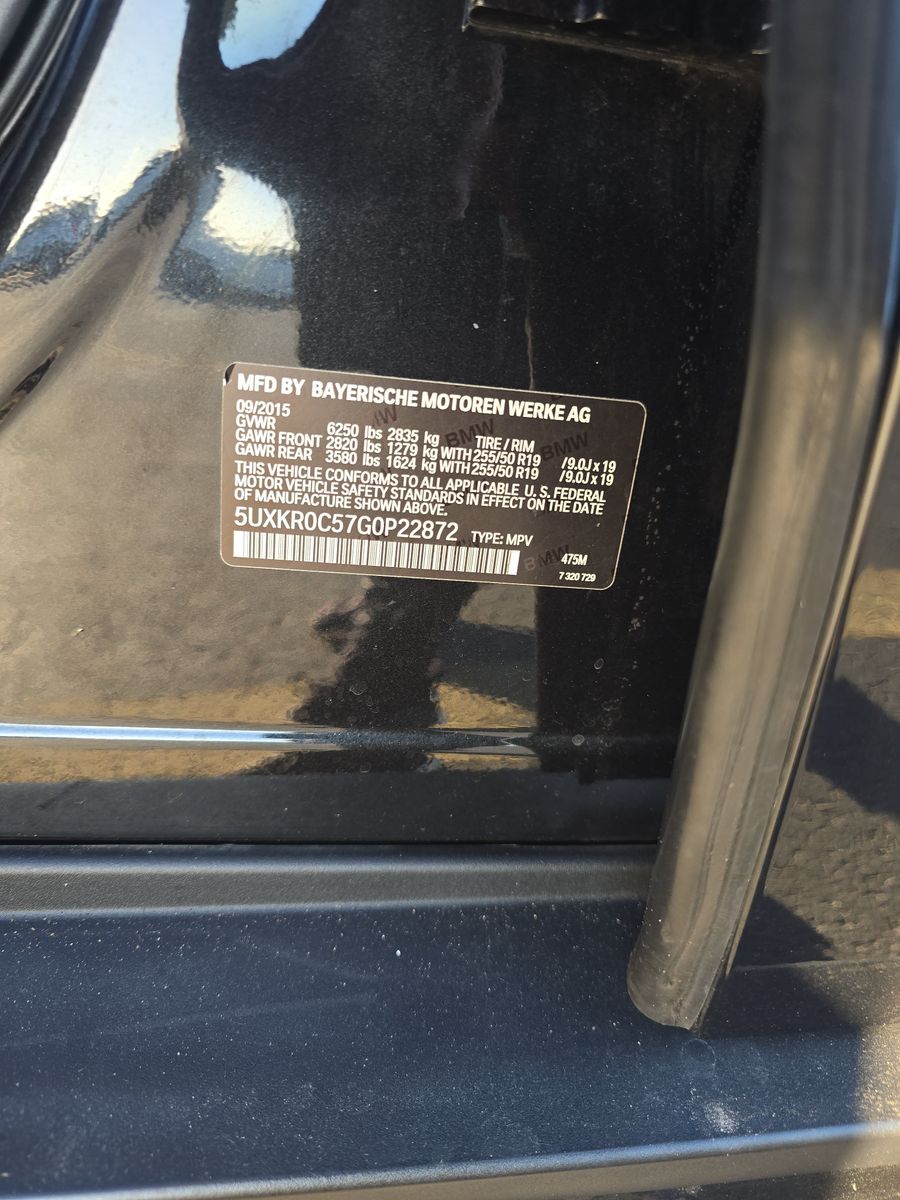 MFD BY BAYERISCHE MOTOREN WERKE AG
09/2015
GVWR 6250 lbs 2835 kg TIRE / RIM
GAWR FRONT 2820 lbs 1279 kg WITH 255/50 R19 /9.0J x 19
GAWR REAR 3580 lbs 1624 kg WITH 255/50 R19 /9.0J x 19
THIS VEHICLE CONFORMS TO ALL APPLICABLE U. S. FEDERAL
MOTOR VEHICLE SAFETY STANDARDS IN EFFECT ON THE DATE
OF MANUFACTURE SHOWN ABOVE.
5UXKR0C57G0P22872 TYPE: MPV
475M
7 320 729
BMW
BMW
BMW